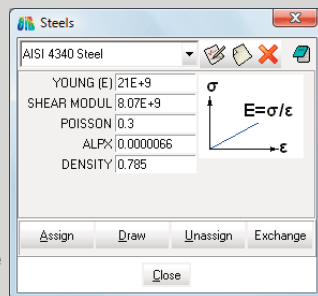 Steels
AISI 4340 Steel
YOUNG (E) 21E+9
SHEAR MODUL 8.07E+9
POISSON 0.3
ALPX 0.0000066
DENSITY 0.785
σ
E=σ/ε
ε
Assign Draw Unassign Exchange
Close